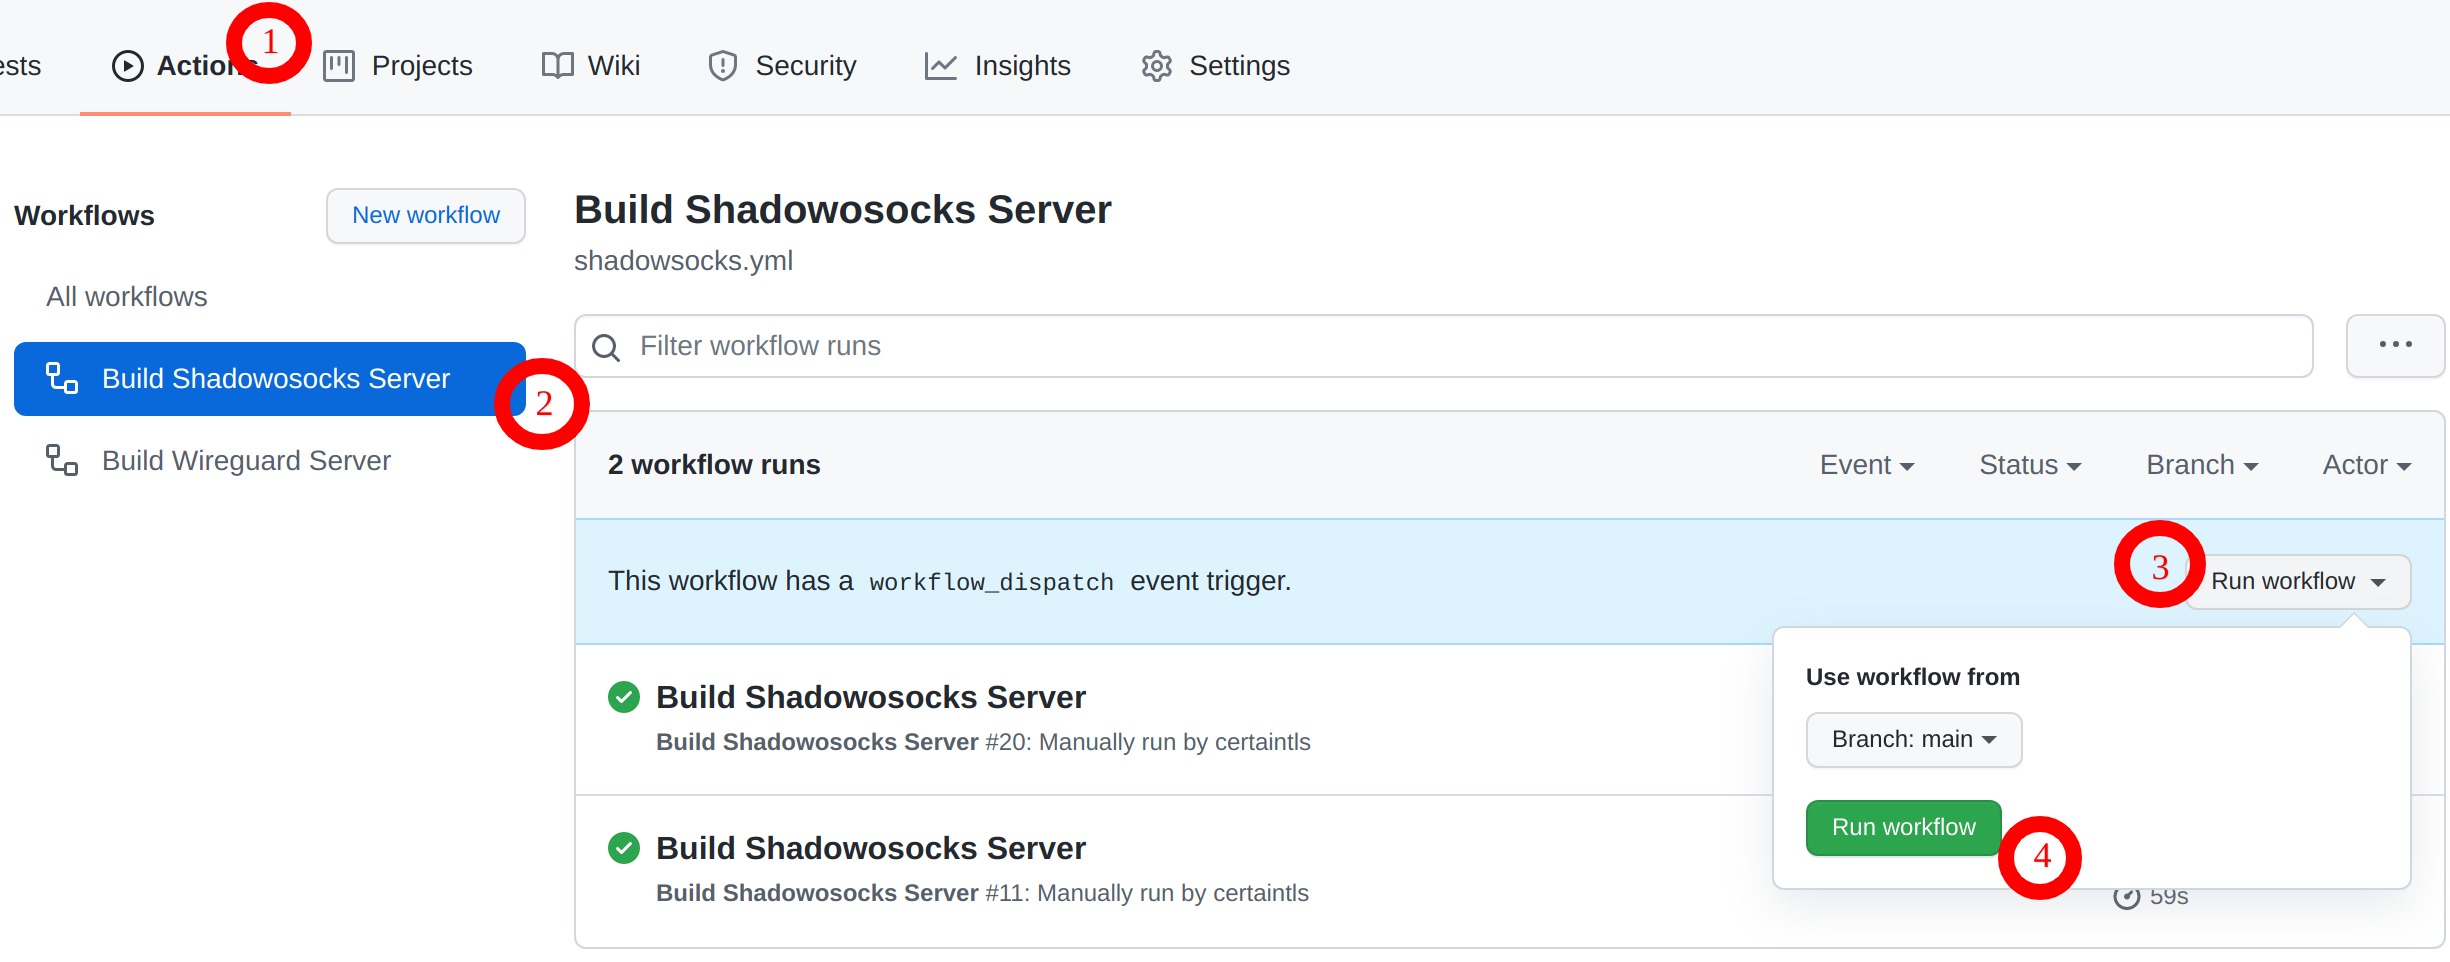 ests Actions 1 Projects Wiki Security Insights Settings
Workflows New workflow
All workflows
Build Shadowosocks Server 2
Build Wireguard Server
Build Shadowosocks Server
shadowsocks.yml
Filter workflow runs
2 workflow runs Event Status Branch Actor
This workflow has a workflow_dispatch event trigger. 3 Run workflow
Use workflow from
Branch: main
Run workflow 4
Build Shadowosocks Server
Build Shadowosocks Server #20: Manually run by certaintls
Build Shadowosocks Server
Build Shadowosocks Server #11: Manually run by certaintls
59s